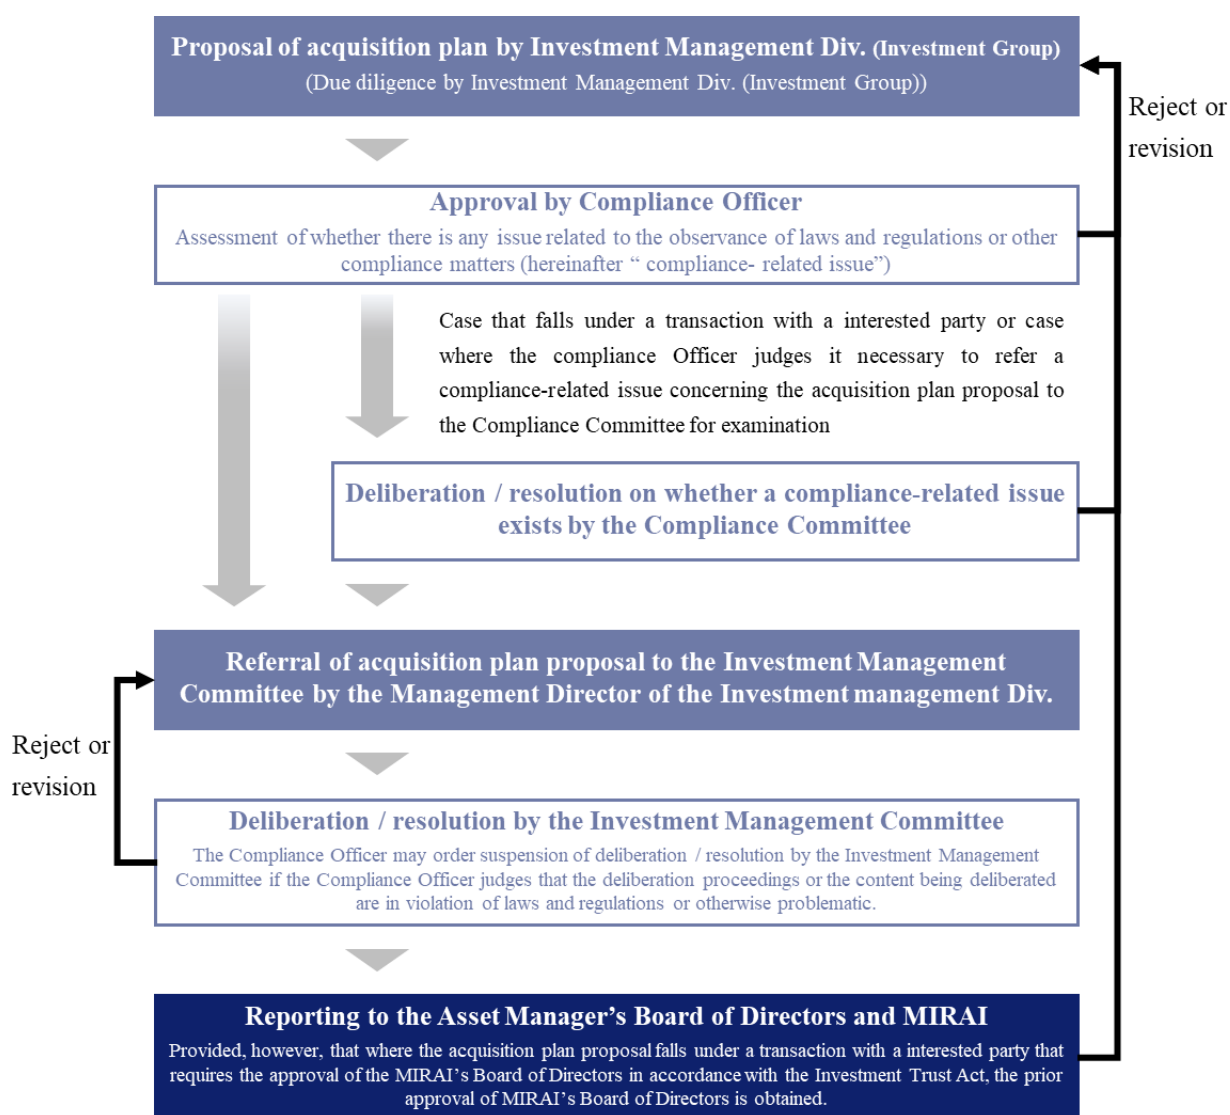 Proposal of acquisition plan by Investment Management Div. (Investment Group)
(Due diligence by Investment Management Div. (Investment Group))
Reject or
revision
Approval by Compliance Officer
Assessment of whether there is any issue related to the observance of laws and regulations or other
compliance matters (hereinafter “ compliance- related issue”)
Case that falls under a transaction with a interested party or case
where the compliance Officer judges it necessary to refer a
compliance-related issue concerning the acquisition plan proposal to
the Compliance Committee for examination
Deliberation / resolution on whether a compliance-related issue
exists by the Compliance Committee
Referral of acquisition plan proposal to the Investment Management
Committee by the Management Director of the Investment management Div.
Reject or
revision
Deliberation / resolution by the Investment Management Committee
The Compliance Officer may order suspension of deliberation / resolution by the Investment Management
Committee if the Compliance Officer judges that the deliberation proceedings or the content being deliberated
are in violation of laws and regulations or otherwise problematic.
Reporting to the Asset Manager’s Board of Directors and MIRAI
Provided, however, that where the acquisition plan proposal falls under a transaction with a interested party that
requires the approval of the MIRAI’s Board of Directors in accordance with the Investment Trust Act, the prior
approval of MIRAI’s Board of Directors is obtained.